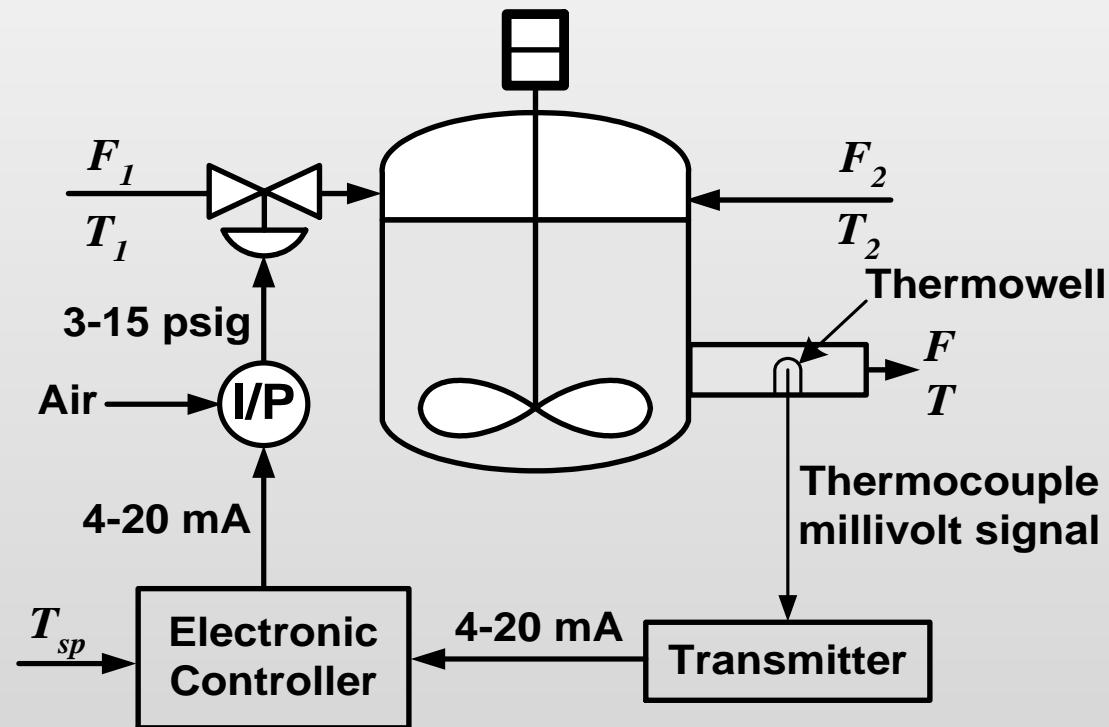 F₁
T₁
F₂
T₂
Thermowell
3-15 psig
F
T
Air
I/P
Thermocouple
millivolt signal
4-20 mA
T_sp
Electronic
Controller
4-20 mA
Transmitter